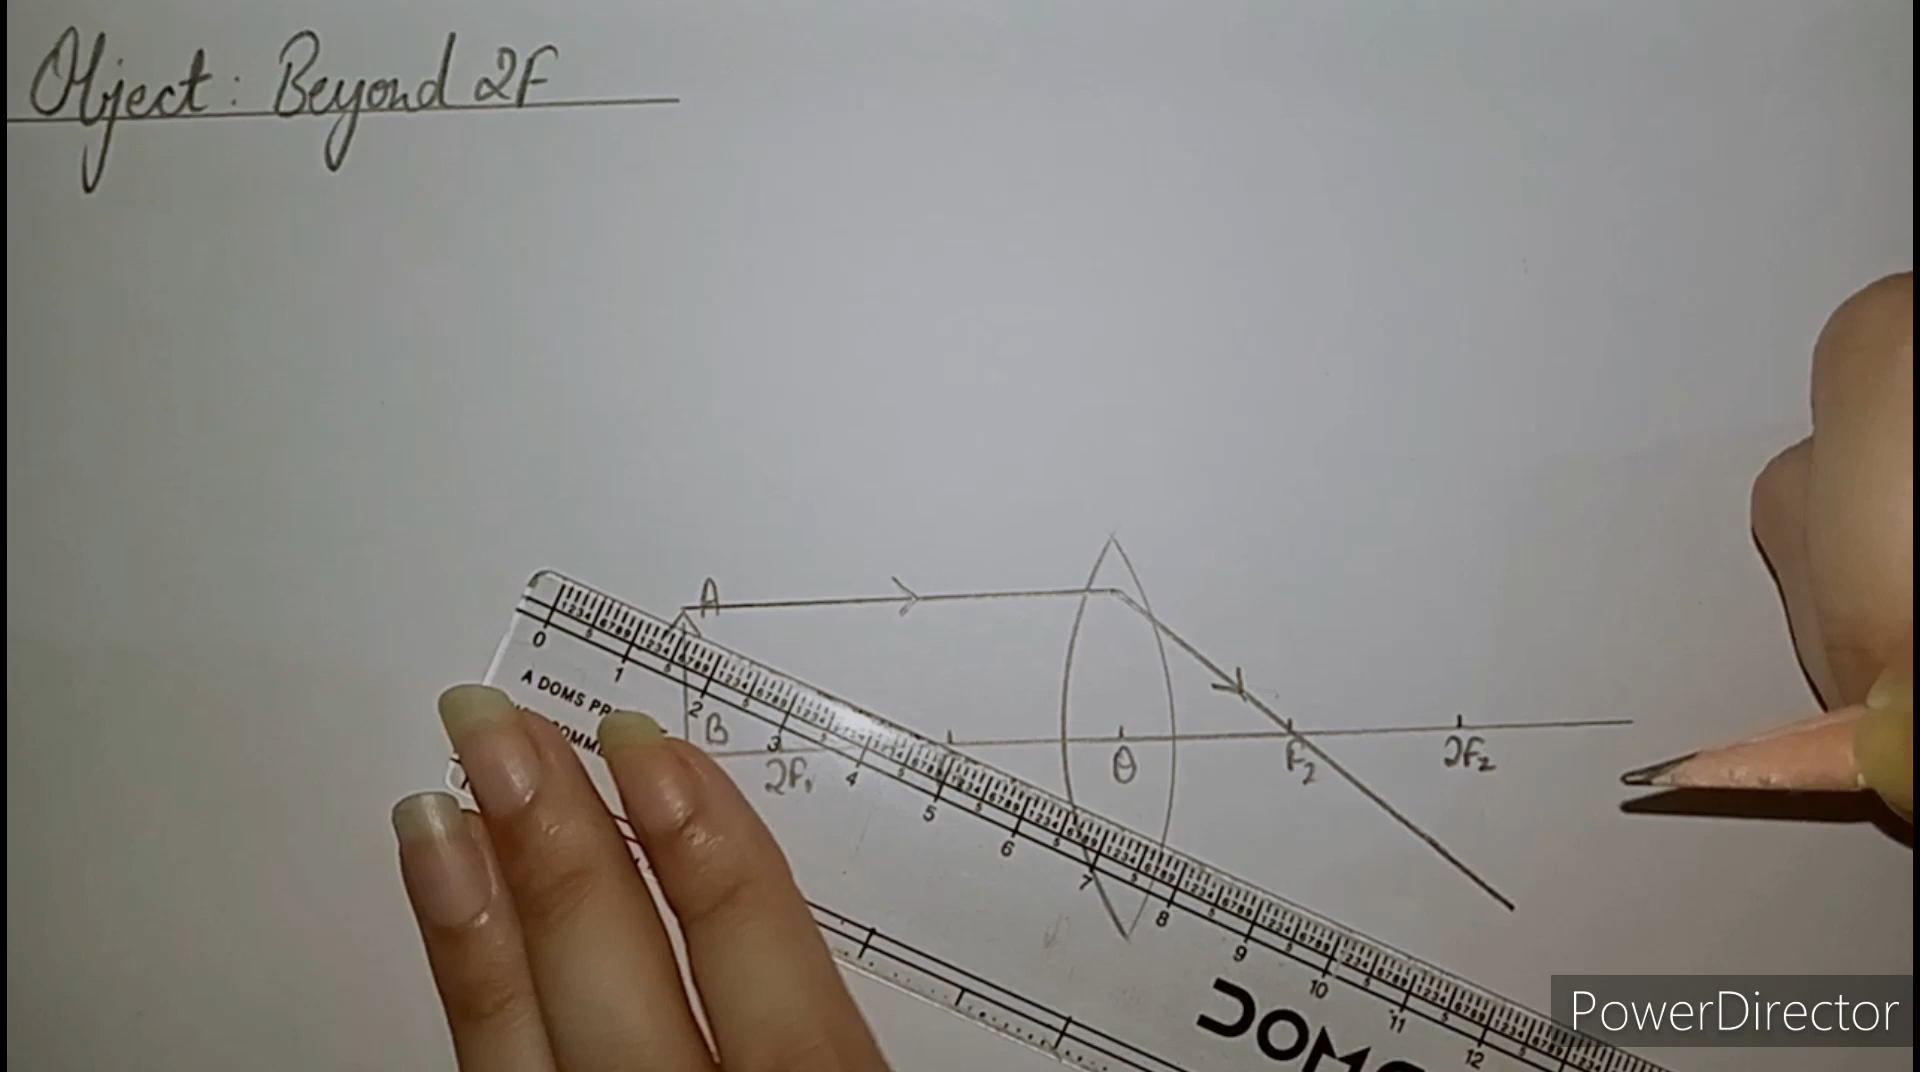 Object: Beyond 2F
A
B
2F₁
O
F₂
2F₂
0 1 2 3 4 5 6 7 8 9 10 11 12
A DOMS PR
DOMS
PowerDirector